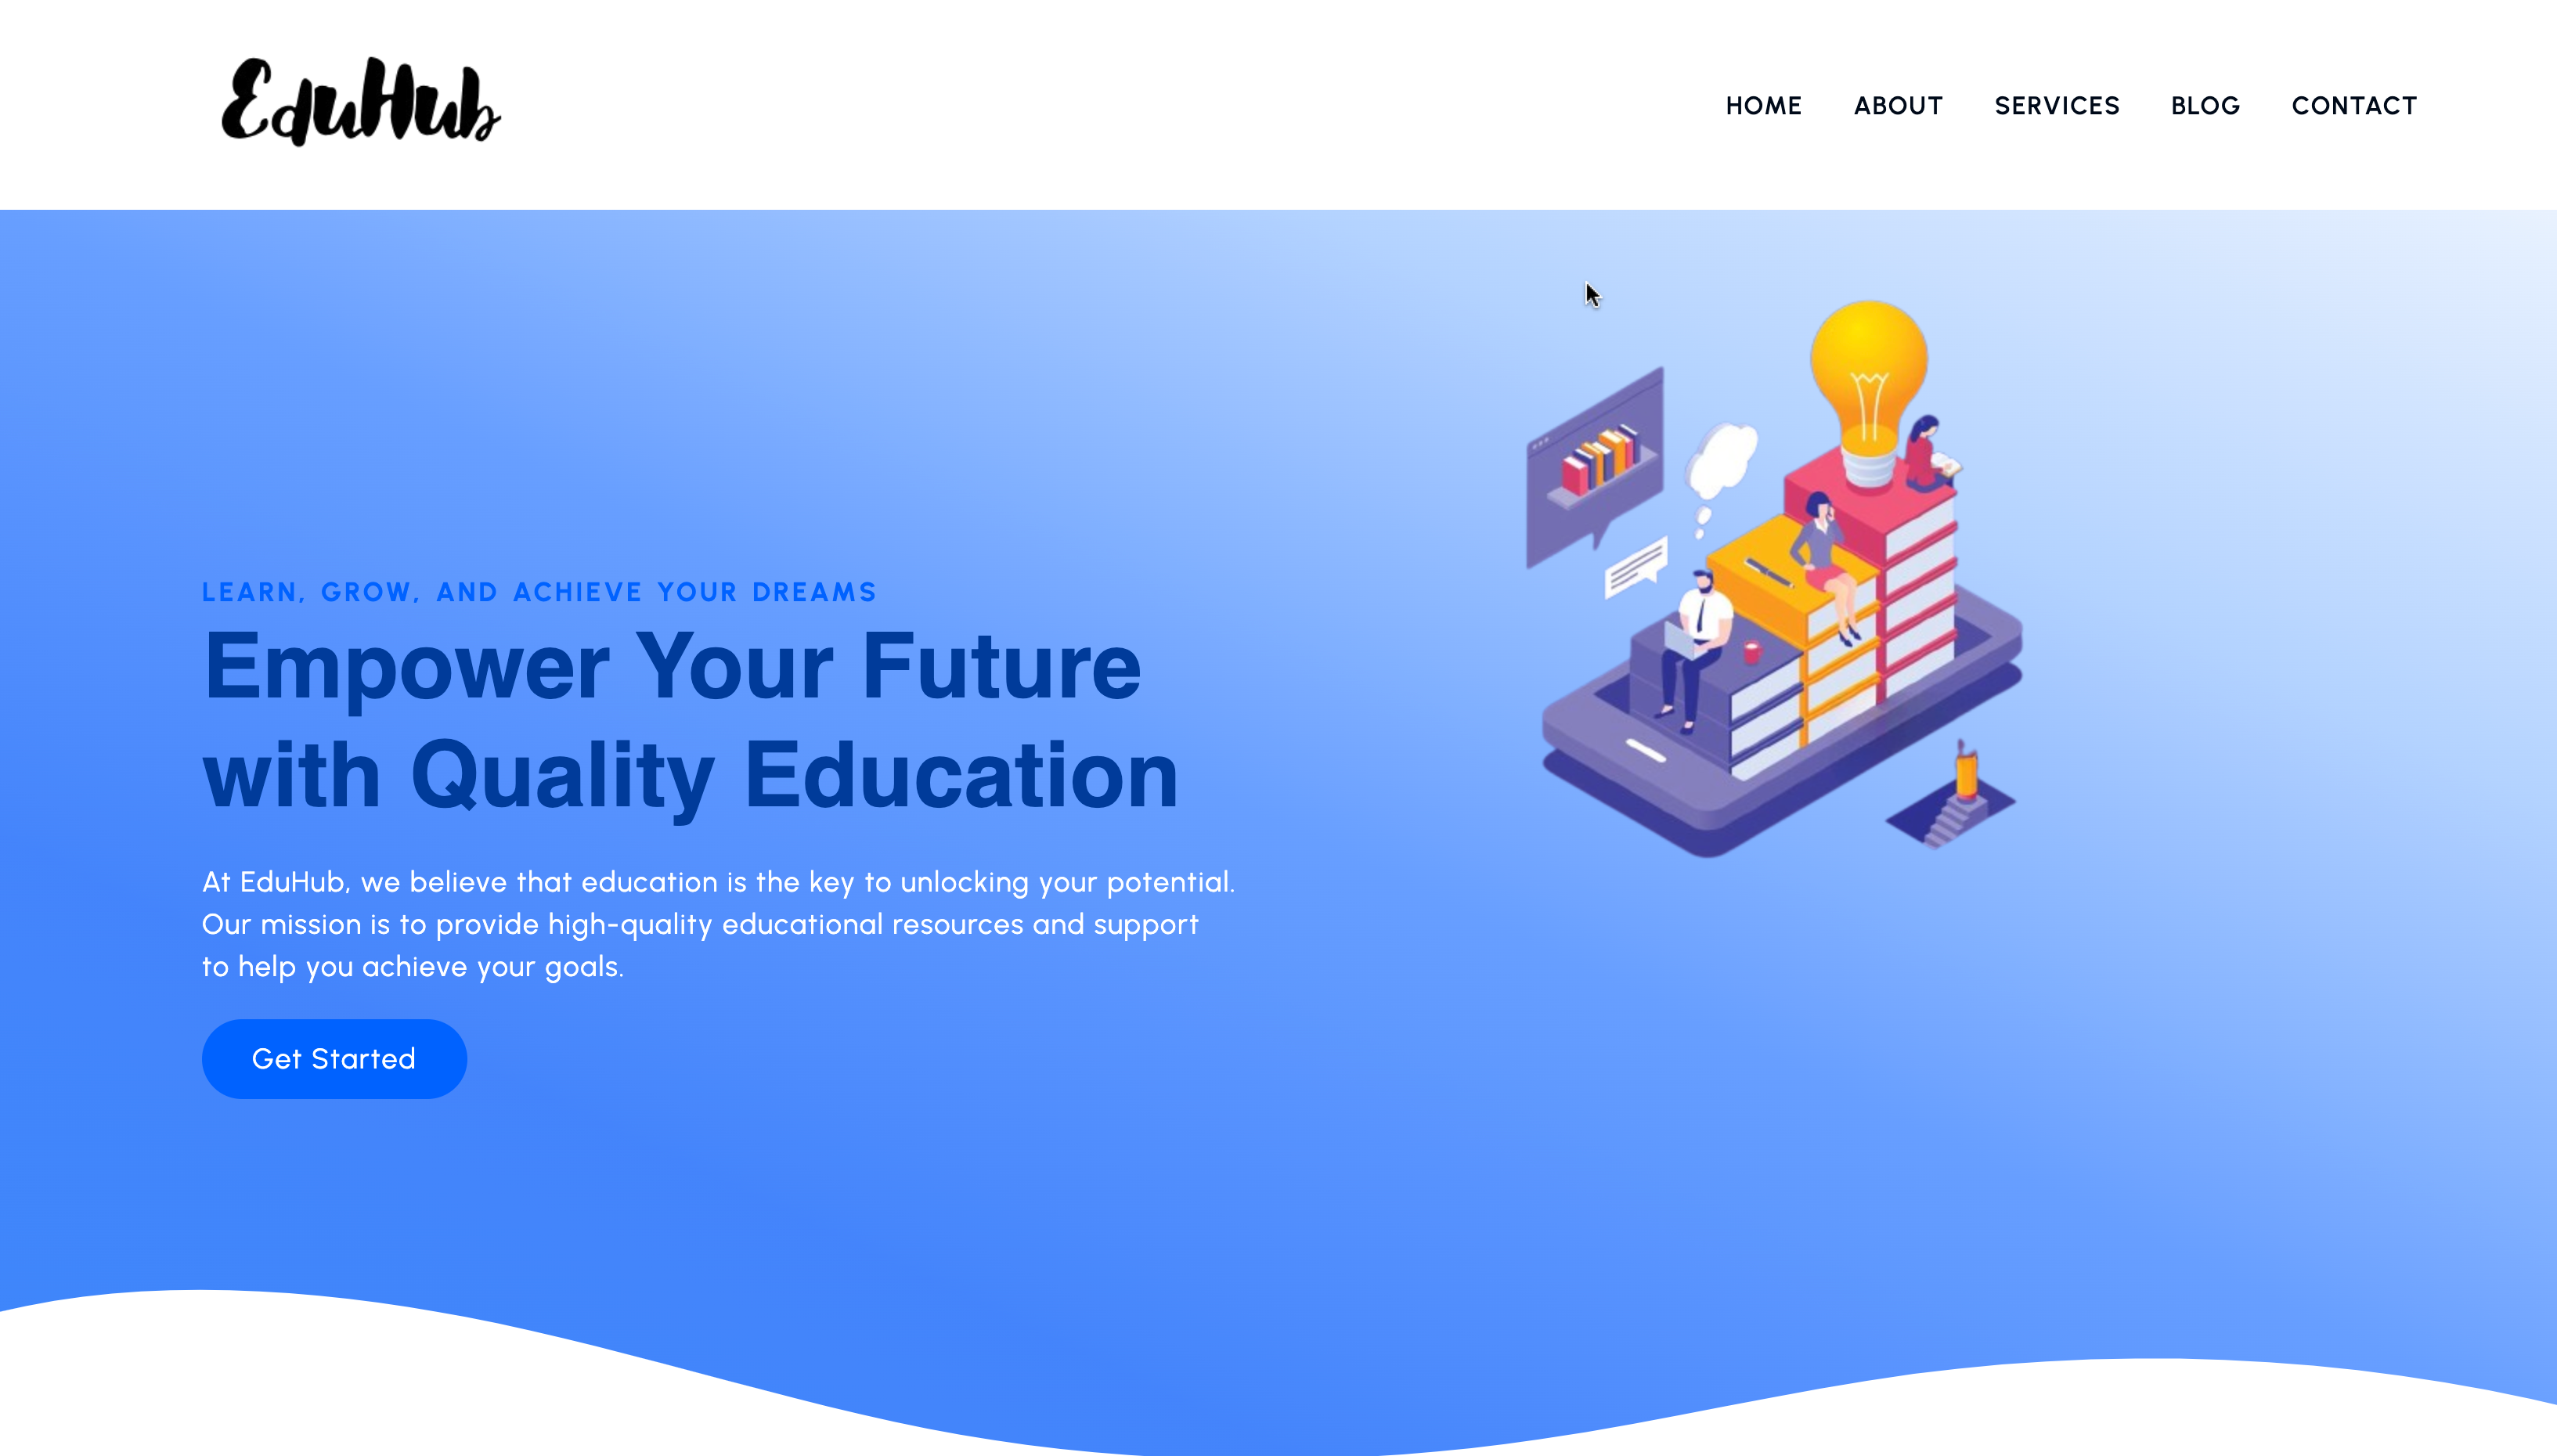 EduHub
HOME ABOUT SERVICES BLOG CONTACT
LEARN, GROW, AND ACHIEVE YOUR DREAMS
Empower Your Future
with Quality Education
At EduHub, we believe that education is the key to unlocking your potential.
Our mission is to provide high-quality educational resources and support
to help you achieve your goals.
Get Started